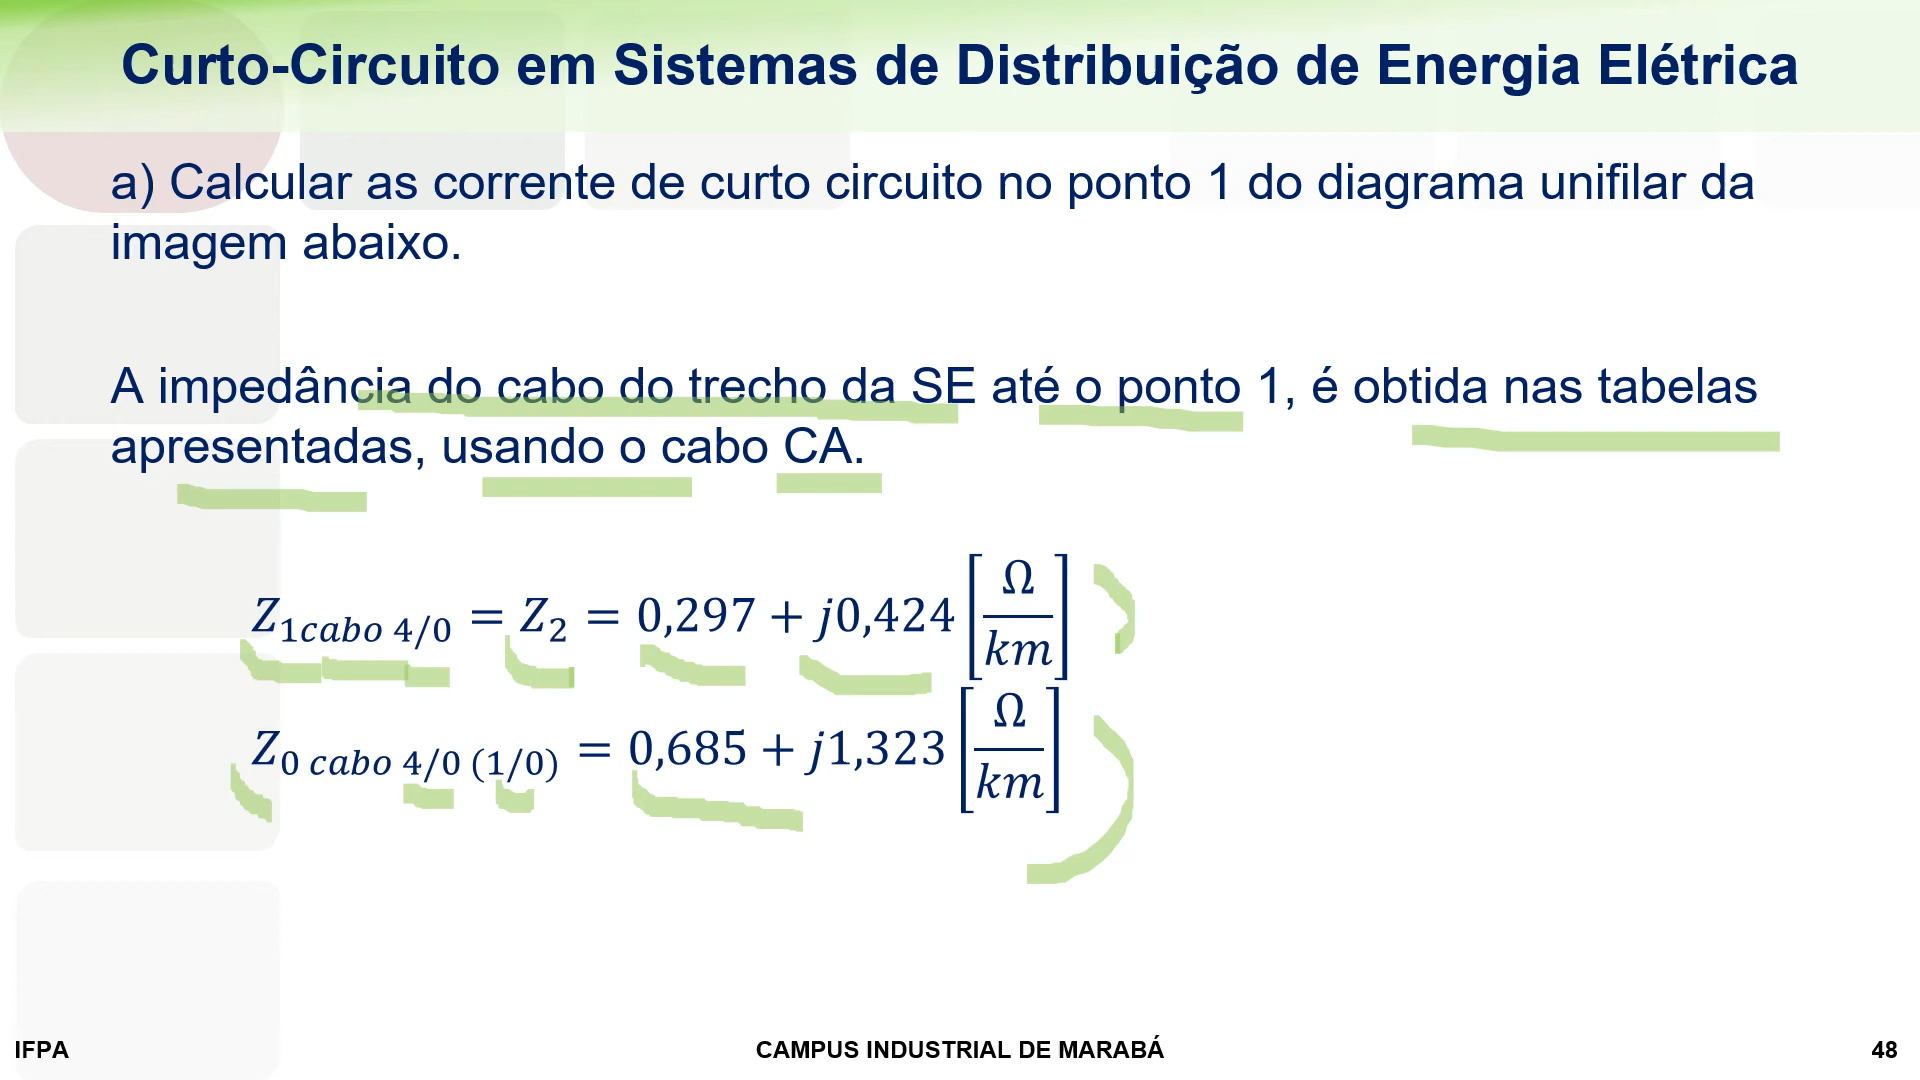 Curto-Circuito em Sistemas de Distribuição de Energia Elétrica
a) Calcular as corrente de curto circuito no ponto 1 do diagrama unifilar da
imagem abaixo.
A impedância do cabo do trecho da SE até o ponto 1, é obtida nas tabelas
apresentadas, usando o cabo CA.
Z₁cabo 4/0 = Z₂ = 0,297 + j0,424 [Ω/km]
Z₀ cabo 4/0 (1/0) = 0,685 + j1,323 [Ω/km]
IFPA CAMPUS INDUSTRIAL DE MARABÁ 48